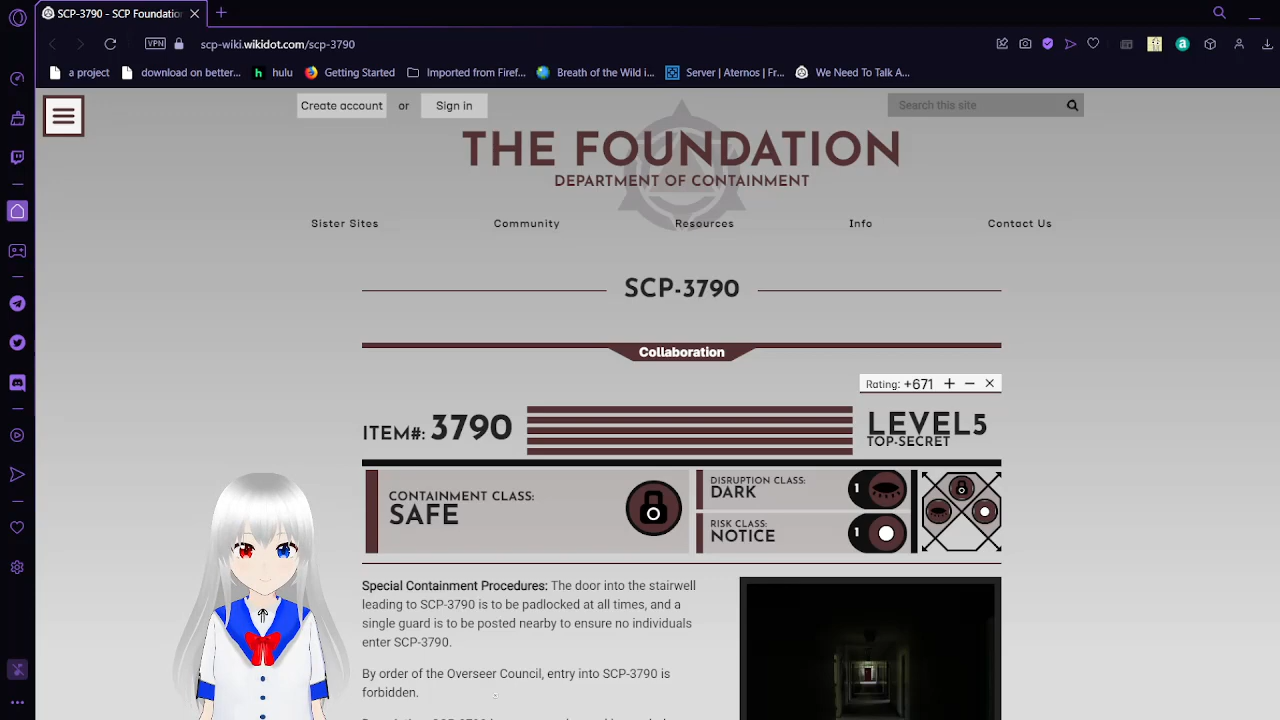 SCP-3790 - SCP Foundation
scp-wiki.wikidot.com/scp-3790
VPN
a project
download on better...
hulu
Getting Started
Imported from Firef...
Breath of the Wild i...
Server | Aternos | Fr...
We Need To Talk A...
Create account or Sign in
Search this site
THE FOUNDATION
DEPARTMENT OF CONTAINMENT
Sister Sites
Community
Resources
Info
Contact Us
SCP-3790
Collaboration
Rating: +671 + − ×
ITEM#: 3790
LEVEL5
TOP-SECRET
CONTAINMENT CLASS:
SAFE
DISRUPTION CLASS:
DARK
1
RISK CLASS:
NOTICE
1
Special Containment Procedures: The door into the stairwell
leading to SCP-3790 is to be padlocked at all times, and a
single guard is to be posted nearby to ensure no individuals
enter SCP-3790.
By order of the Overseer Council, entry into SCP-3790 is
forbidden.